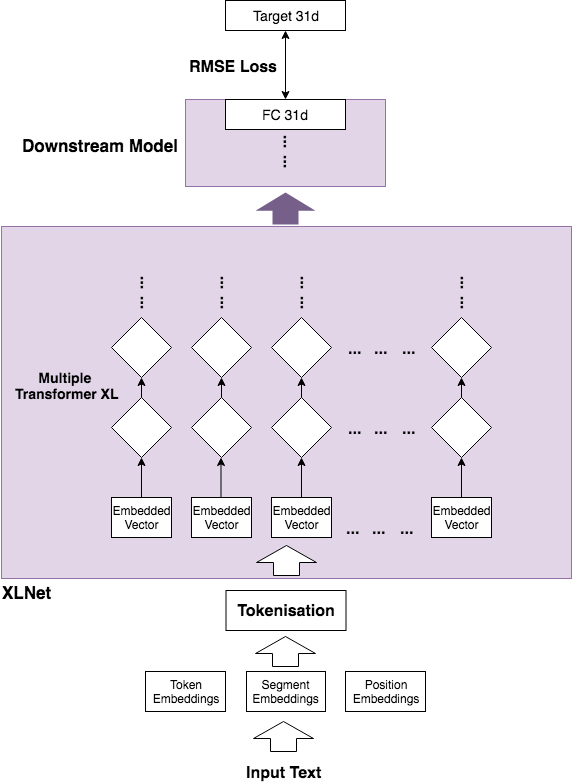 Target 31d
RMSE Loss
FC 31d
Downstream Model
Multiple
Transformer XL
... ... ...
... ... ...
Embedded
Vector
Embedded
Vector
Embedded
Vector
... ... ...
Embedded
Vector
XLNet
Tokenisation
Token
Embeddings
Segment
Embeddings
Position
Embeddings
Input Text